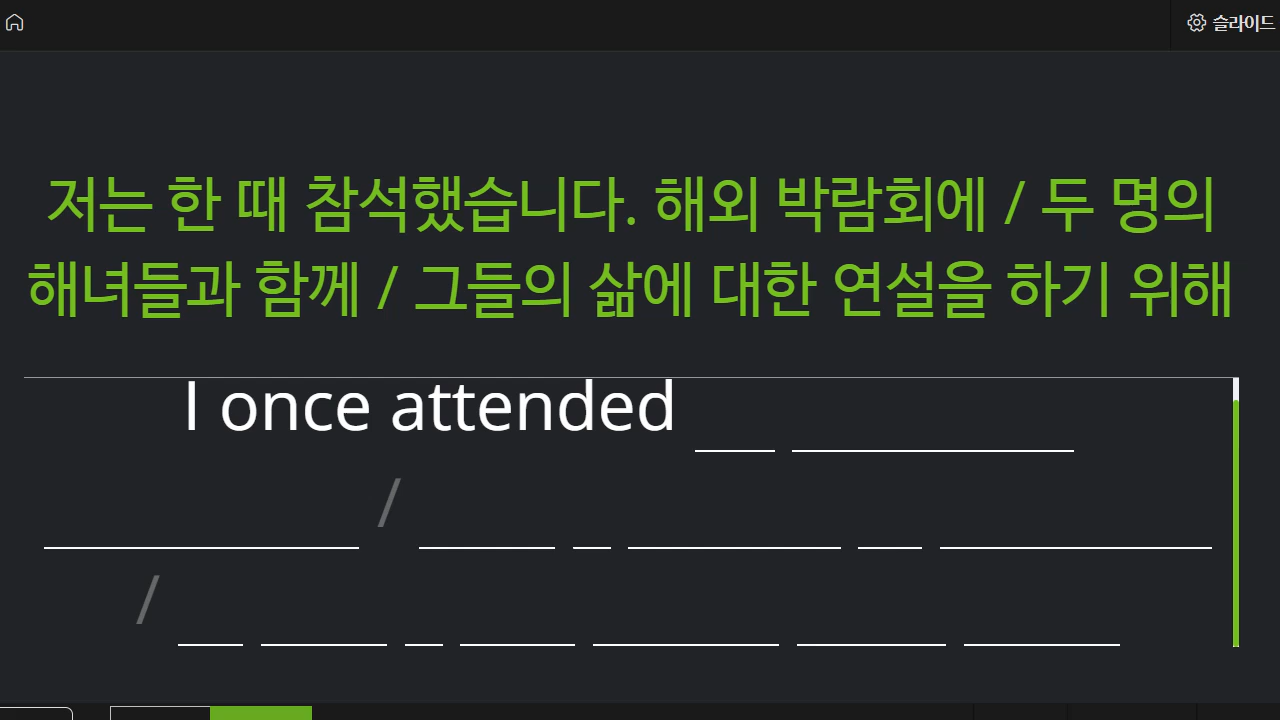 슬라이드
저는 한 때 참석했습니다. 해외 박람회에 / 두 명의
해녀들과 함께 / 그들의 삶에 대한 연설을 하기 위해
I once attended
/
/